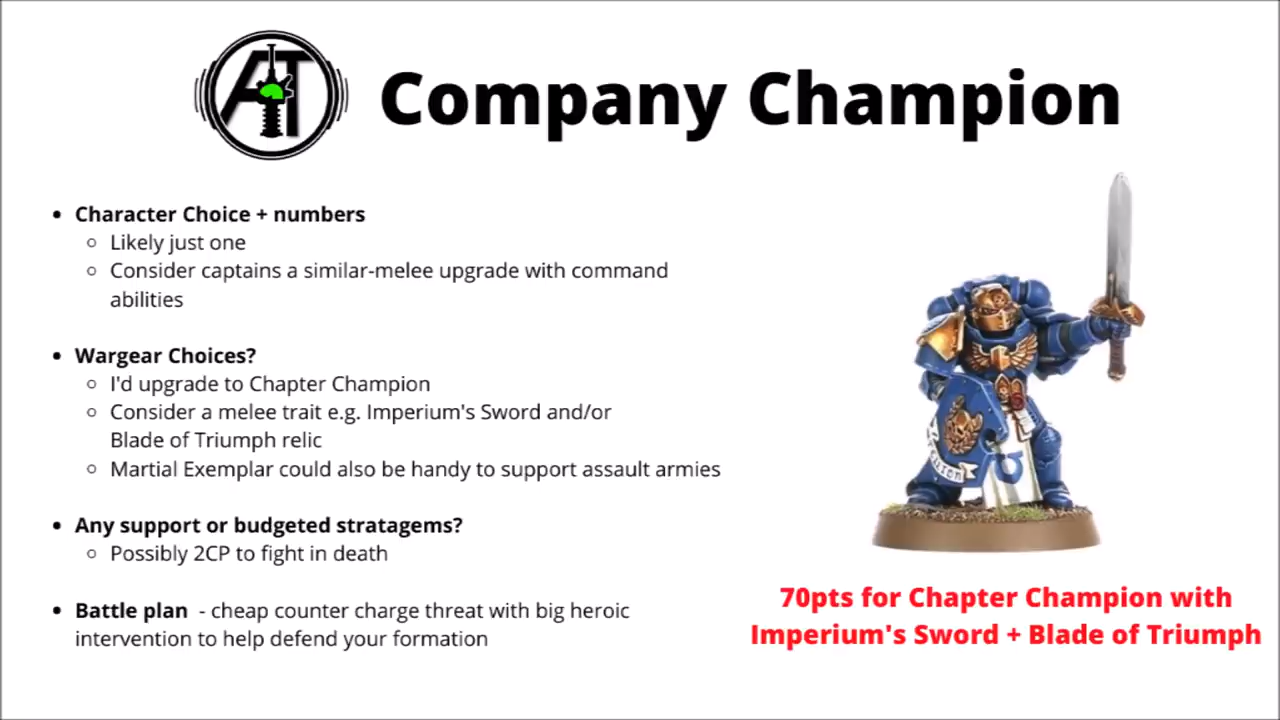 AT
Company Champion
• Character Choice + numbers
○ Likely just one
○ Consider captains a similar-melee upgrade with command
abilities
• Wargear Choices?
○ I'd upgrade to Chapter Champion
○ Consider a melee trait e.g. Imperium's Sword and/or
Blade of Triumph relic
○ Martial Exemplar could also be handy to support assault armies
• Any support or budgeted stratagems?
○ Possibly 2CP to fight in death
• Battle plan - cheap counter charge threat with big heroic
intervention to help defend your formation
70pts for Chapter Champion with
Imperium's Sword + Blade of Triumph